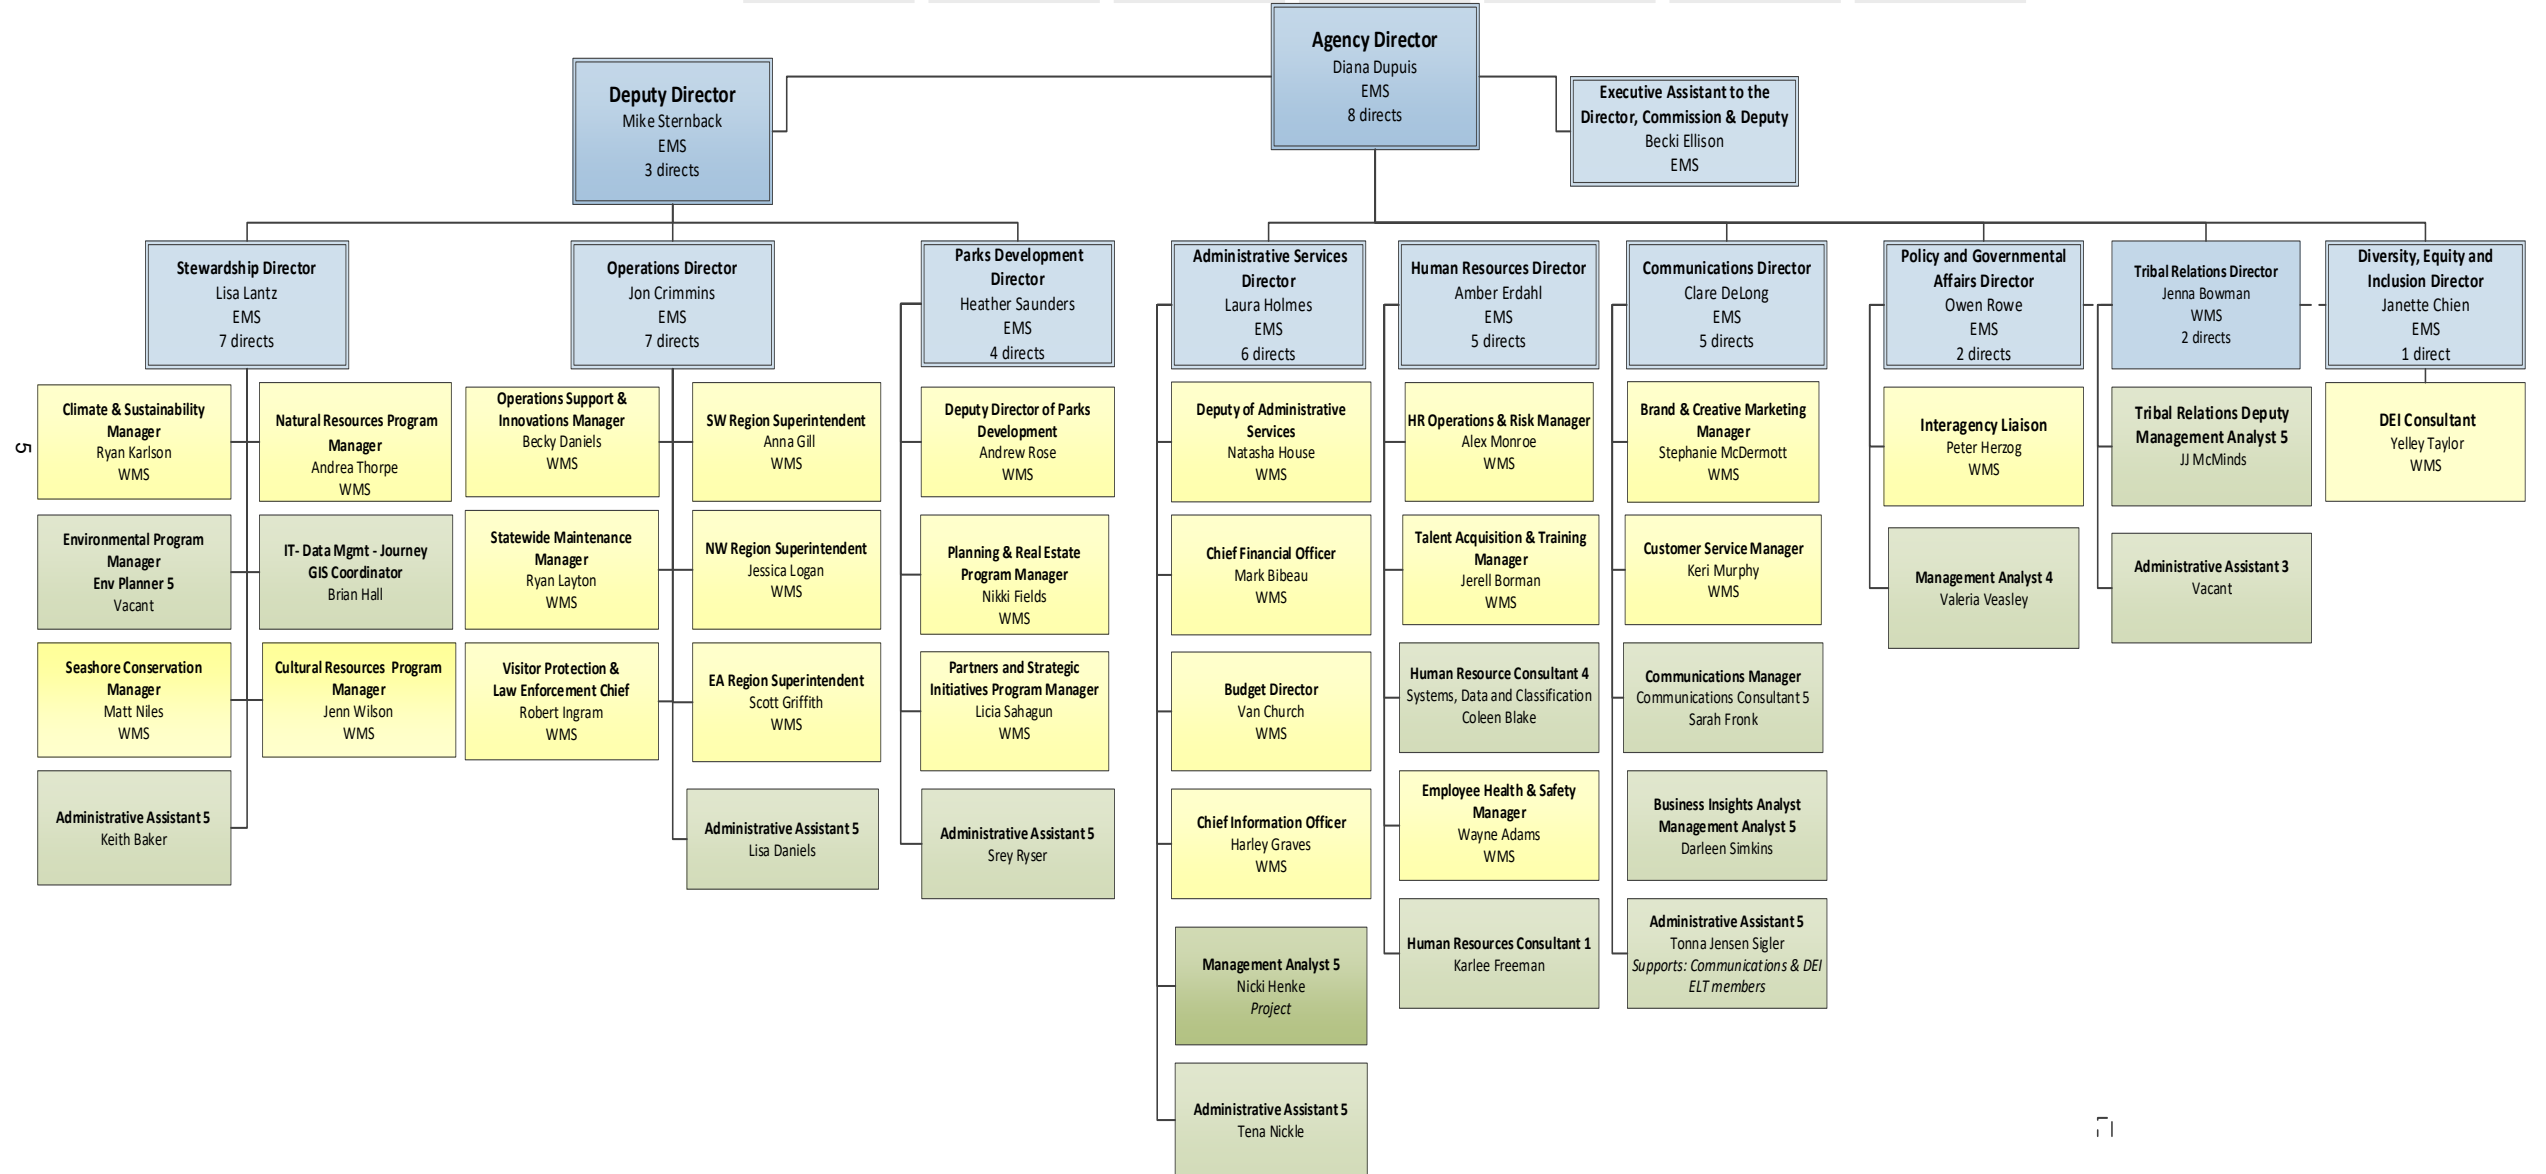 Agency Director
Diana Dupuis
EMS
8 directs
Deputy Director
Mike Sternback
EMS
3 directs
Executive Assistant to the
Director, Commission & Deputy
Becki Ellison
EMS
Stewardship Director
Lisa Lantz
EMS
7 directs
Operations Director
Jon Crimmins
EMS
7 directs
Parks Development
Director
Heather Saunders
EMS
4 directs
Administrative Services
Director
Laura Holmes
EMS
6 directs
Human Resources Director
Amber Erdahl
EMS
5 directs
Communications Director
Clare DeLong
EMS
5 directs
Policy and Governmental
Affairs Director
Owen Rowe
EMS
2 directs
Tribal Relations Director
Jenna Bowman
WMS
2 directs
Diversity, Equity and
Inclusion Director
Janette Chien
EMS
1 direct
Climate & Sustainability
Manager
Ryan Karlson
WMS
Natural Resources Program
Manager
Andrea Thorpe
WMS
Environmental Program
Manager
Env Planner 5
Vacant
IT- Data Mgmt - Journey
GIS Coordinator
Brian Hall
Seashore Conservation
Manager
Matt Niles
WMS
Cultural Resources Program
Manager
Jenn Wilson
WMS
Administrative Assistant 5
Keith Baker
Operations Support &
Innovations Manager
Becky Daniels
WMS
SW Region Superintendent
Anna Gill
WMS
Statewide Maintenance
Manager
Ryan Layton
WMS
NW Region Superintendent
Jessica Logan
WMS
Visitor Protection &
Law Enforcement Chief
Robert Ingram
WMS
EA Region Superintendent
Scott Griffith
WMS
Administrative Assistant 5
Lisa Daniels
Deputy Director of Parks
Development
Andrew Rose
WMS
Planning & Real Estate
Program Manager
Nikki Fields
WMS
Partners and Strategic
Initiatives Program Manager
Licia Sahagun
WMS
Administrative Assistant 5
Srey Ryser
Deputy of Administrative
Services
Natasha House
WMS
Chief Financial Officer
Mark Bibeau
WMS
Budget Director
Van Church
WMS
Chief Information Officer
Harley Graves
WMS
Management Analyst 5
Nicki Henke
Project
Administrative Assistant 5
Tena Nickle
HR Operations & Risk Manager
Alex Monroe
WMS
Talent Acquisition & Training
Manager
Jerell Borman
WMS
Human Resource Consultant 4
Systems, Data and Classification
Coleen Blake
Employee Health & Safety
Manager
Wayne Adams
WMS
Human Resources Consultant 1
Karlee Freeman
Brand & Creative Marketing
Manager
Stephanie McDermott
WMS
Customer Service Manager
Keri Murphy
WMS
Communications Manager
Communications Consultant 5
Sarah Fronk
Business Insights Analyst
Management Analyst 5
Darleen Simkins
Administrative Assistant 5
Tonna Jensen Sigler
Supports: Communications & DEI
ELT members
Interagency Liaison
Peter Herzog
WMS
Management Analyst 4
Valeria Veasley
Tribal Relations Deputy
Management Analyst 5
JJ McMinds
Administrative Assistant 3
Vacant
DEI Consultant
Yelley Taylor
WMS
5